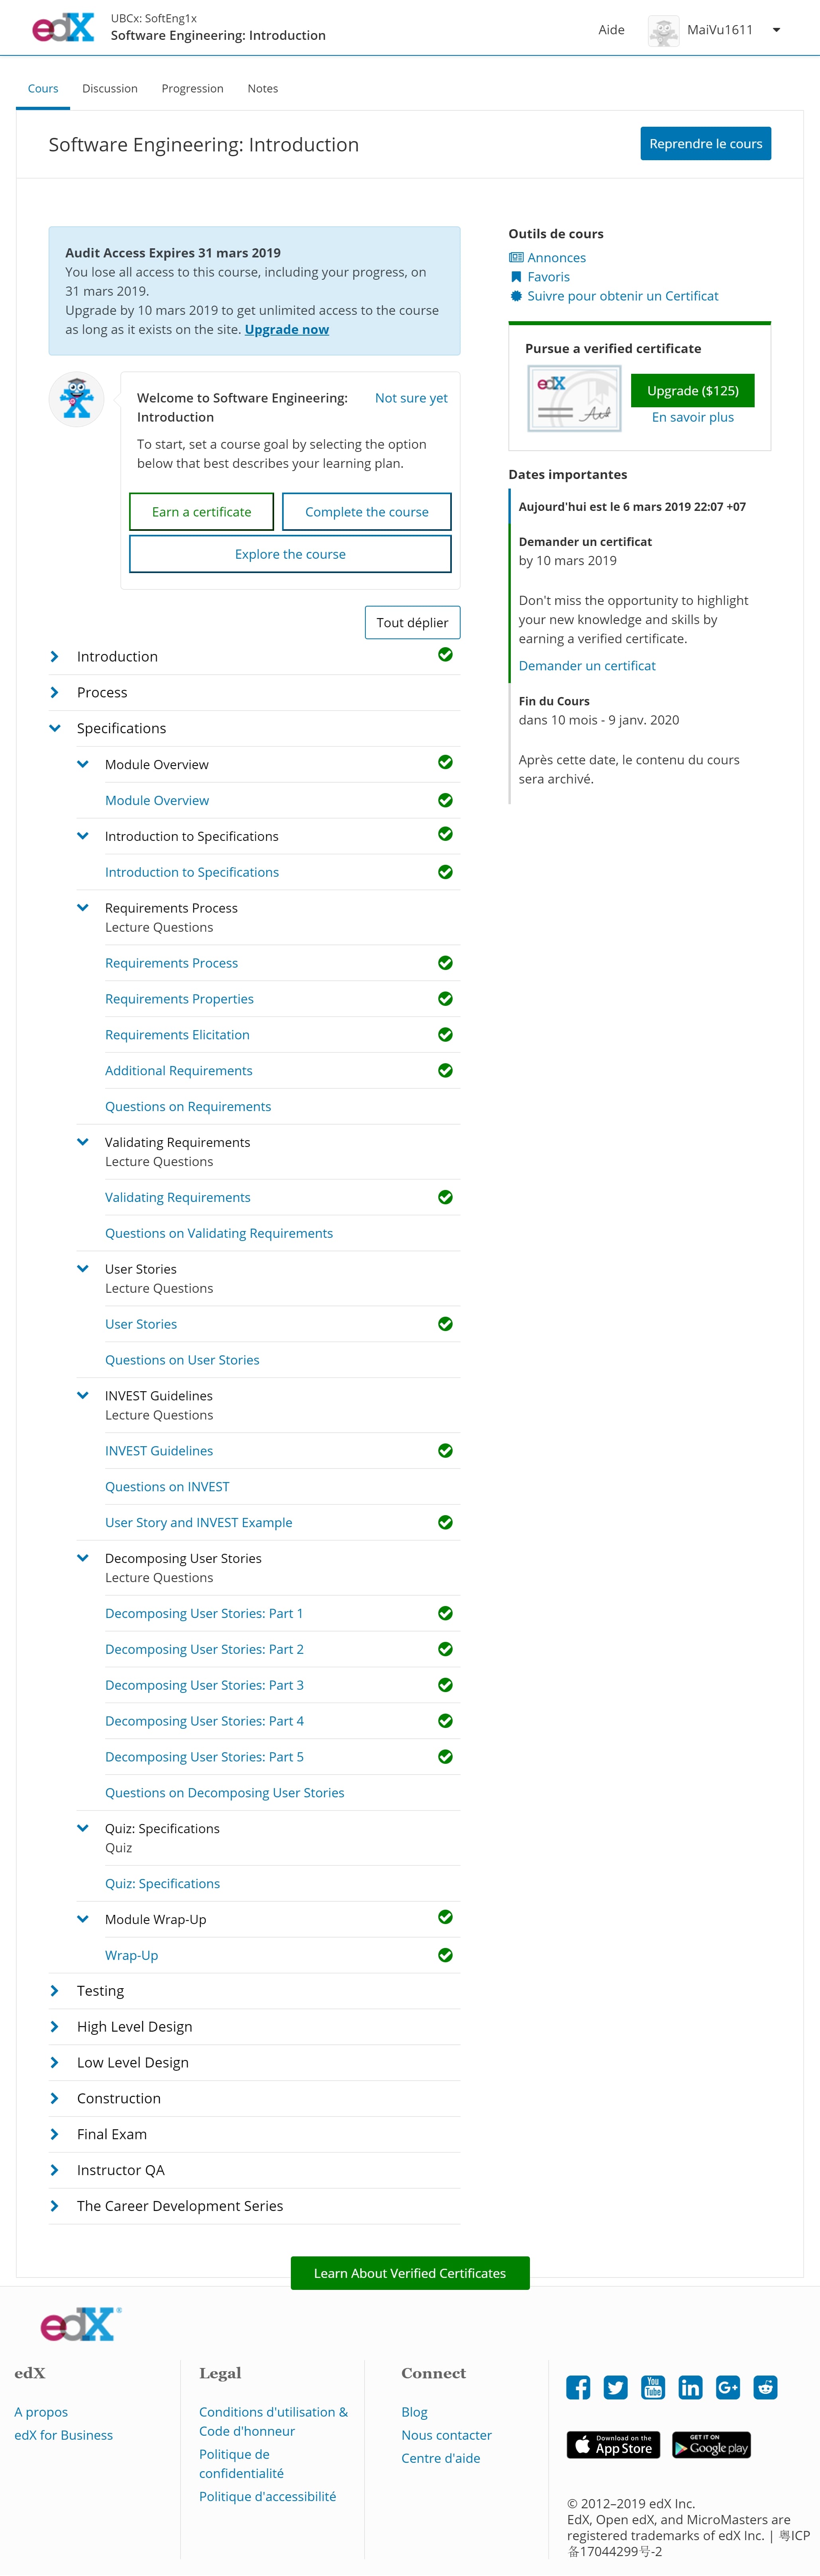 edX
UBCx: SoftEng1x
Software Engineering: Introduction
Aide
MaiVu1611
Cours
Discussion
Progression
Notes
Software Engineering: Introduction
Reprendre le cours
Audit Access Expires 31 mars 2019
You lose all access to this course, including your progress, on
31 mars 2019.
Upgrade by 10 mars 2019 to get unlimited access to the course
as long as it exists on the site. Upgrade now
Welcome to Software Engineering:
Introduction
Not sure yet
To start, set a course goal by selecting the option
below that best describes your learning plan.
Earn a certificate
Complete the course
Explore the course
Tout déplier
Introduction
Process
Specifications
Module Overview
Module Overview
Introduction to Specifications
Introduction to Specifications
Requirements Process
Lecture Questions
Requirements Process
Requirements Properties
Requirements Elicitation
Additional Requirements
Questions on Requirements
Validating Requirements
Lecture Questions
Validating Requirements
Questions on Validating Requirements
User Stories
Lecture Questions
User Stories
Questions on User Stories
INVEST Guidelines
Lecture Questions
INVEST Guidelines
Questions on INVEST
User Story and INVEST Example
Decomposing User Stories
Lecture Questions
Decomposing User Stories: Part 1
Decomposing User Stories: Part 2
Decomposing User Stories: Part 3
Decomposing User Stories: Part 4
Decomposing User Stories: Part 5
Questions on Decomposing User Stories
Quiz: Specifications
Quiz
Quiz: Specifications
Module Wrap-Up
Wrap-Up
Testing
High Level Design
Low Level Design
Construction
Final Exam
Instructor QA
The Career Development Series
Outils de cours
Annonces
Favoris
Suivre pour obtenir un Certificat
Pursue a verified certificate
edX
Upgrade ($125)
En savoir plus
Dates importantes
Aujourd'hui est le 6 mars 2019 22:07 +07
Demander un certificat
by 10 mars 2019
Don't miss the opportunity to highlight
your new knowledge and skills by
earning a verified certificate.
Demander un certificat
Fin du Cours
dans 10 mois - 9 janv. 2020
Après cette date, le contenu du cours
sera archivé.
Learn About Verified Certificates
edX®
edX
A propos
edX for Business
Legal
Conditions d'utilisation &
Code d'honneur
Politique de
confidentialité
Politique d'accessibilité
Connect
Blog
Nous contacter
Centre d'aide
You
Tube
in
G+
Download on the
App Store
GET IT ON
Google play
© 2012–2019 edX Inc.
EdX, Open edX, and MicroMasters are
registered trademarks of edX Inc. | 粤ICP
备17044299号-2